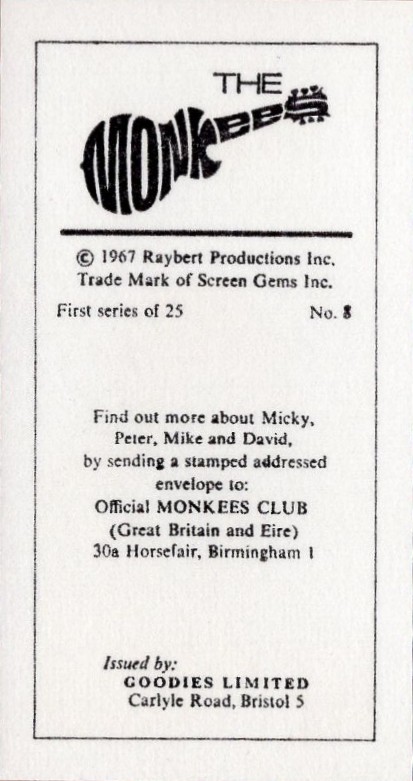 THE
MONKEES
© 1967 Raybert Productions Inc.
Trade Mark of Screen Gems Inc.
First series of 25 No. 8
Find out more about Micky,
Peter, Mike and David,
by sending a stamped addressed
envelope to:
Official MONKEES CLUB
(Great Britain and Eire)
30a Horsefair, Birmingham 1
Issued by:
GOODIES LIMITED
Carlyle Road, Bristol 5